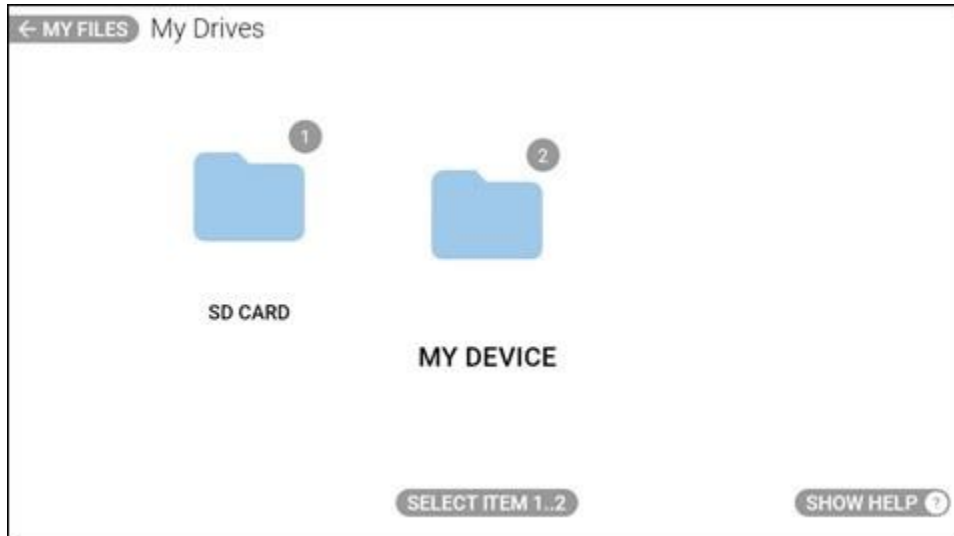 ← MY FILES My Drives
1
2
SD CARD
MY DEVICE
SELECT ITEM 1..2
SHOW HELP ?